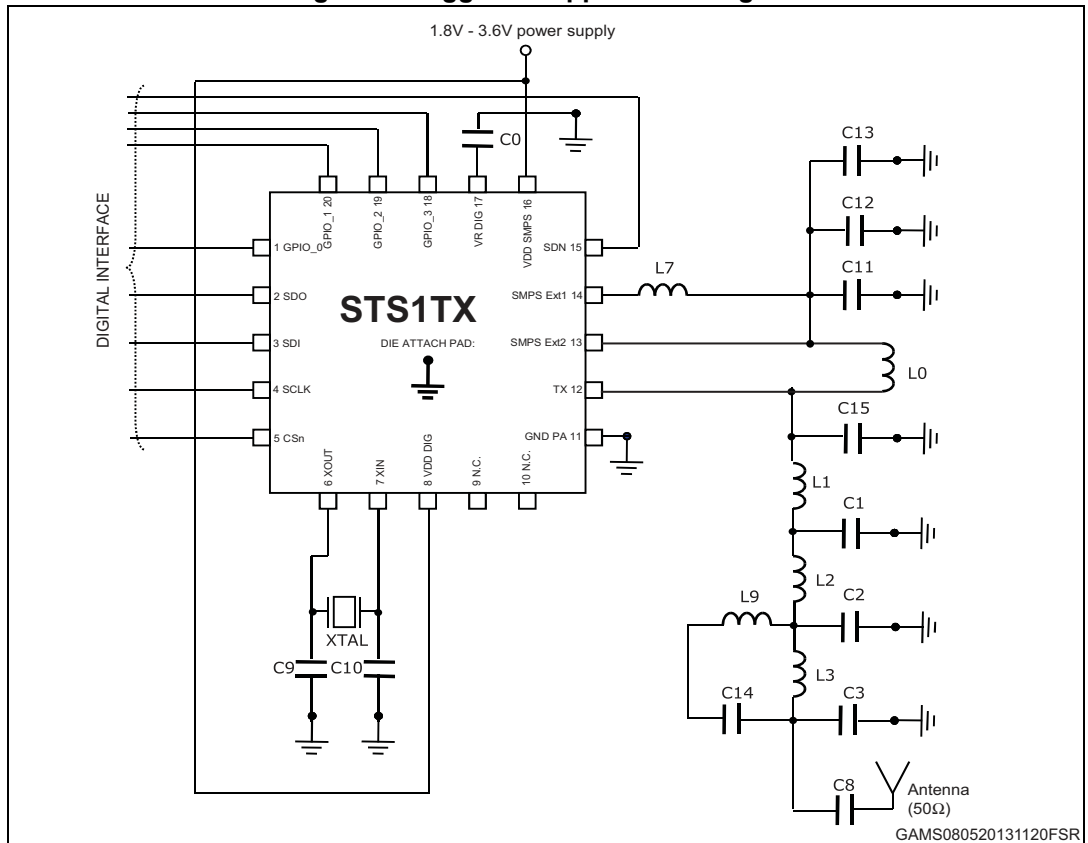 1.8V - 3.6V power supply
C0
C13
C12
C11
GPIO_1 20
GPIO_2 19
GPIO_3 18
VR DIG 17
VDD SMPS 16
DIGITAL INTERFACE
1 GPIO_0
SDN 15
L7
2 SDO
SMPS Ext1 14
STS1TX
3 SDI
DIE ATTACH PAD:
SMPS Ext2 13
L0
4 SCLK
TX 12
C15
5 CSn
GND PA 11
6 XOUT
7 XIN
8 VDD DIG
9 N.C.
10 N.C.
L1
C1
L2
L9
C2
XTAL
C9
C10
L3
C14
C3
C8
Antenna
(50Ω)
GAMS080520131120FSR